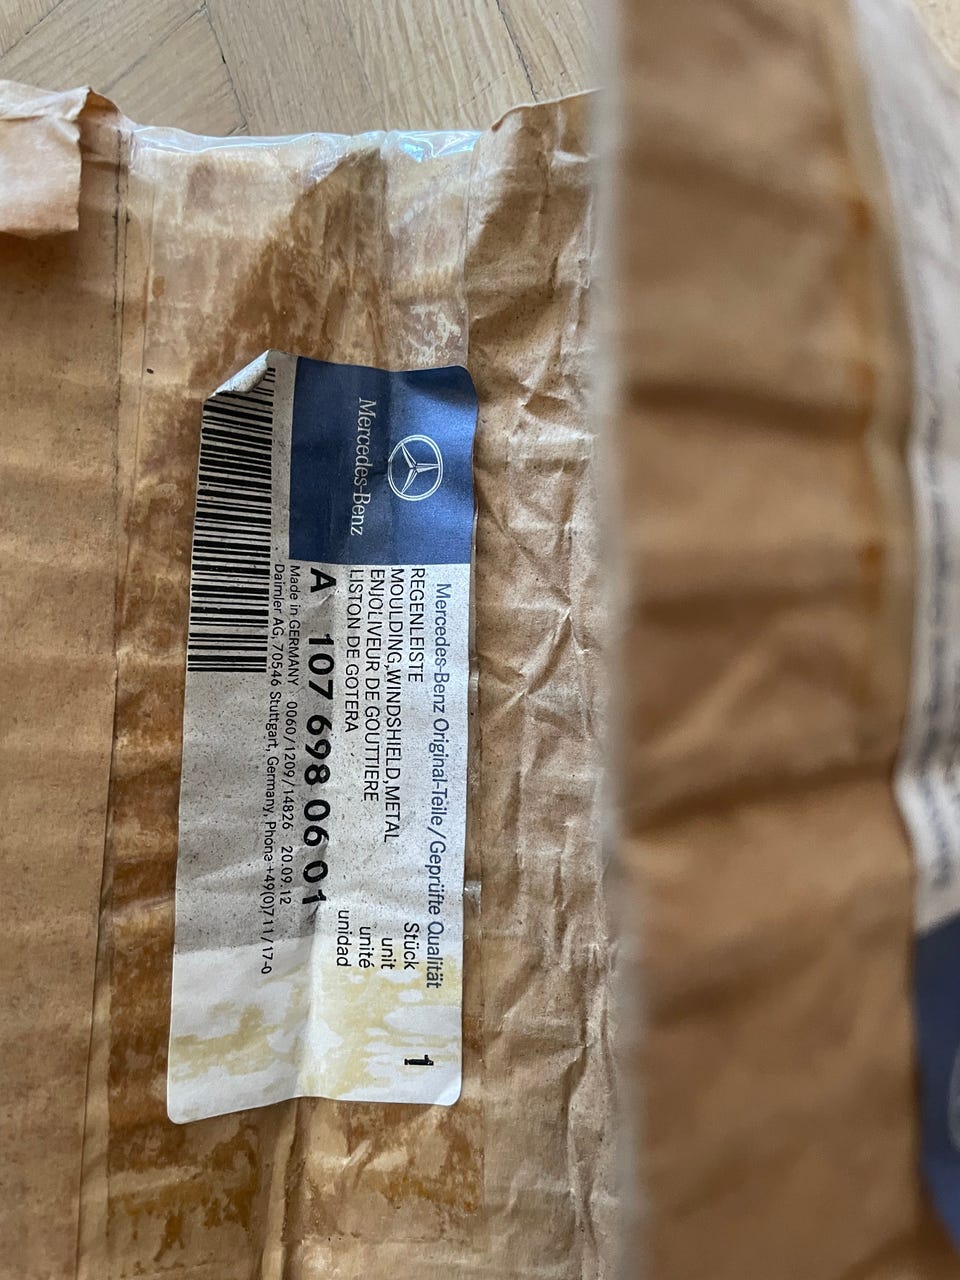 Mercedes-Benz
Mercedes-Benz Original-Teile/Geprüfte Qualität
REGENLEISTE Stück 1
MOULDING,WINDSHIELD,METAL unit
ENJOLIVEUR DE GOUTTIERE unité
LISTON DE GOTERA unidad
A 107 698 06 01
Made in GERMANY 0060/1209/14826 20.09.12
Daimler AG, 70546 Stuttgart, Germany, Phone +49(0)711/17-0